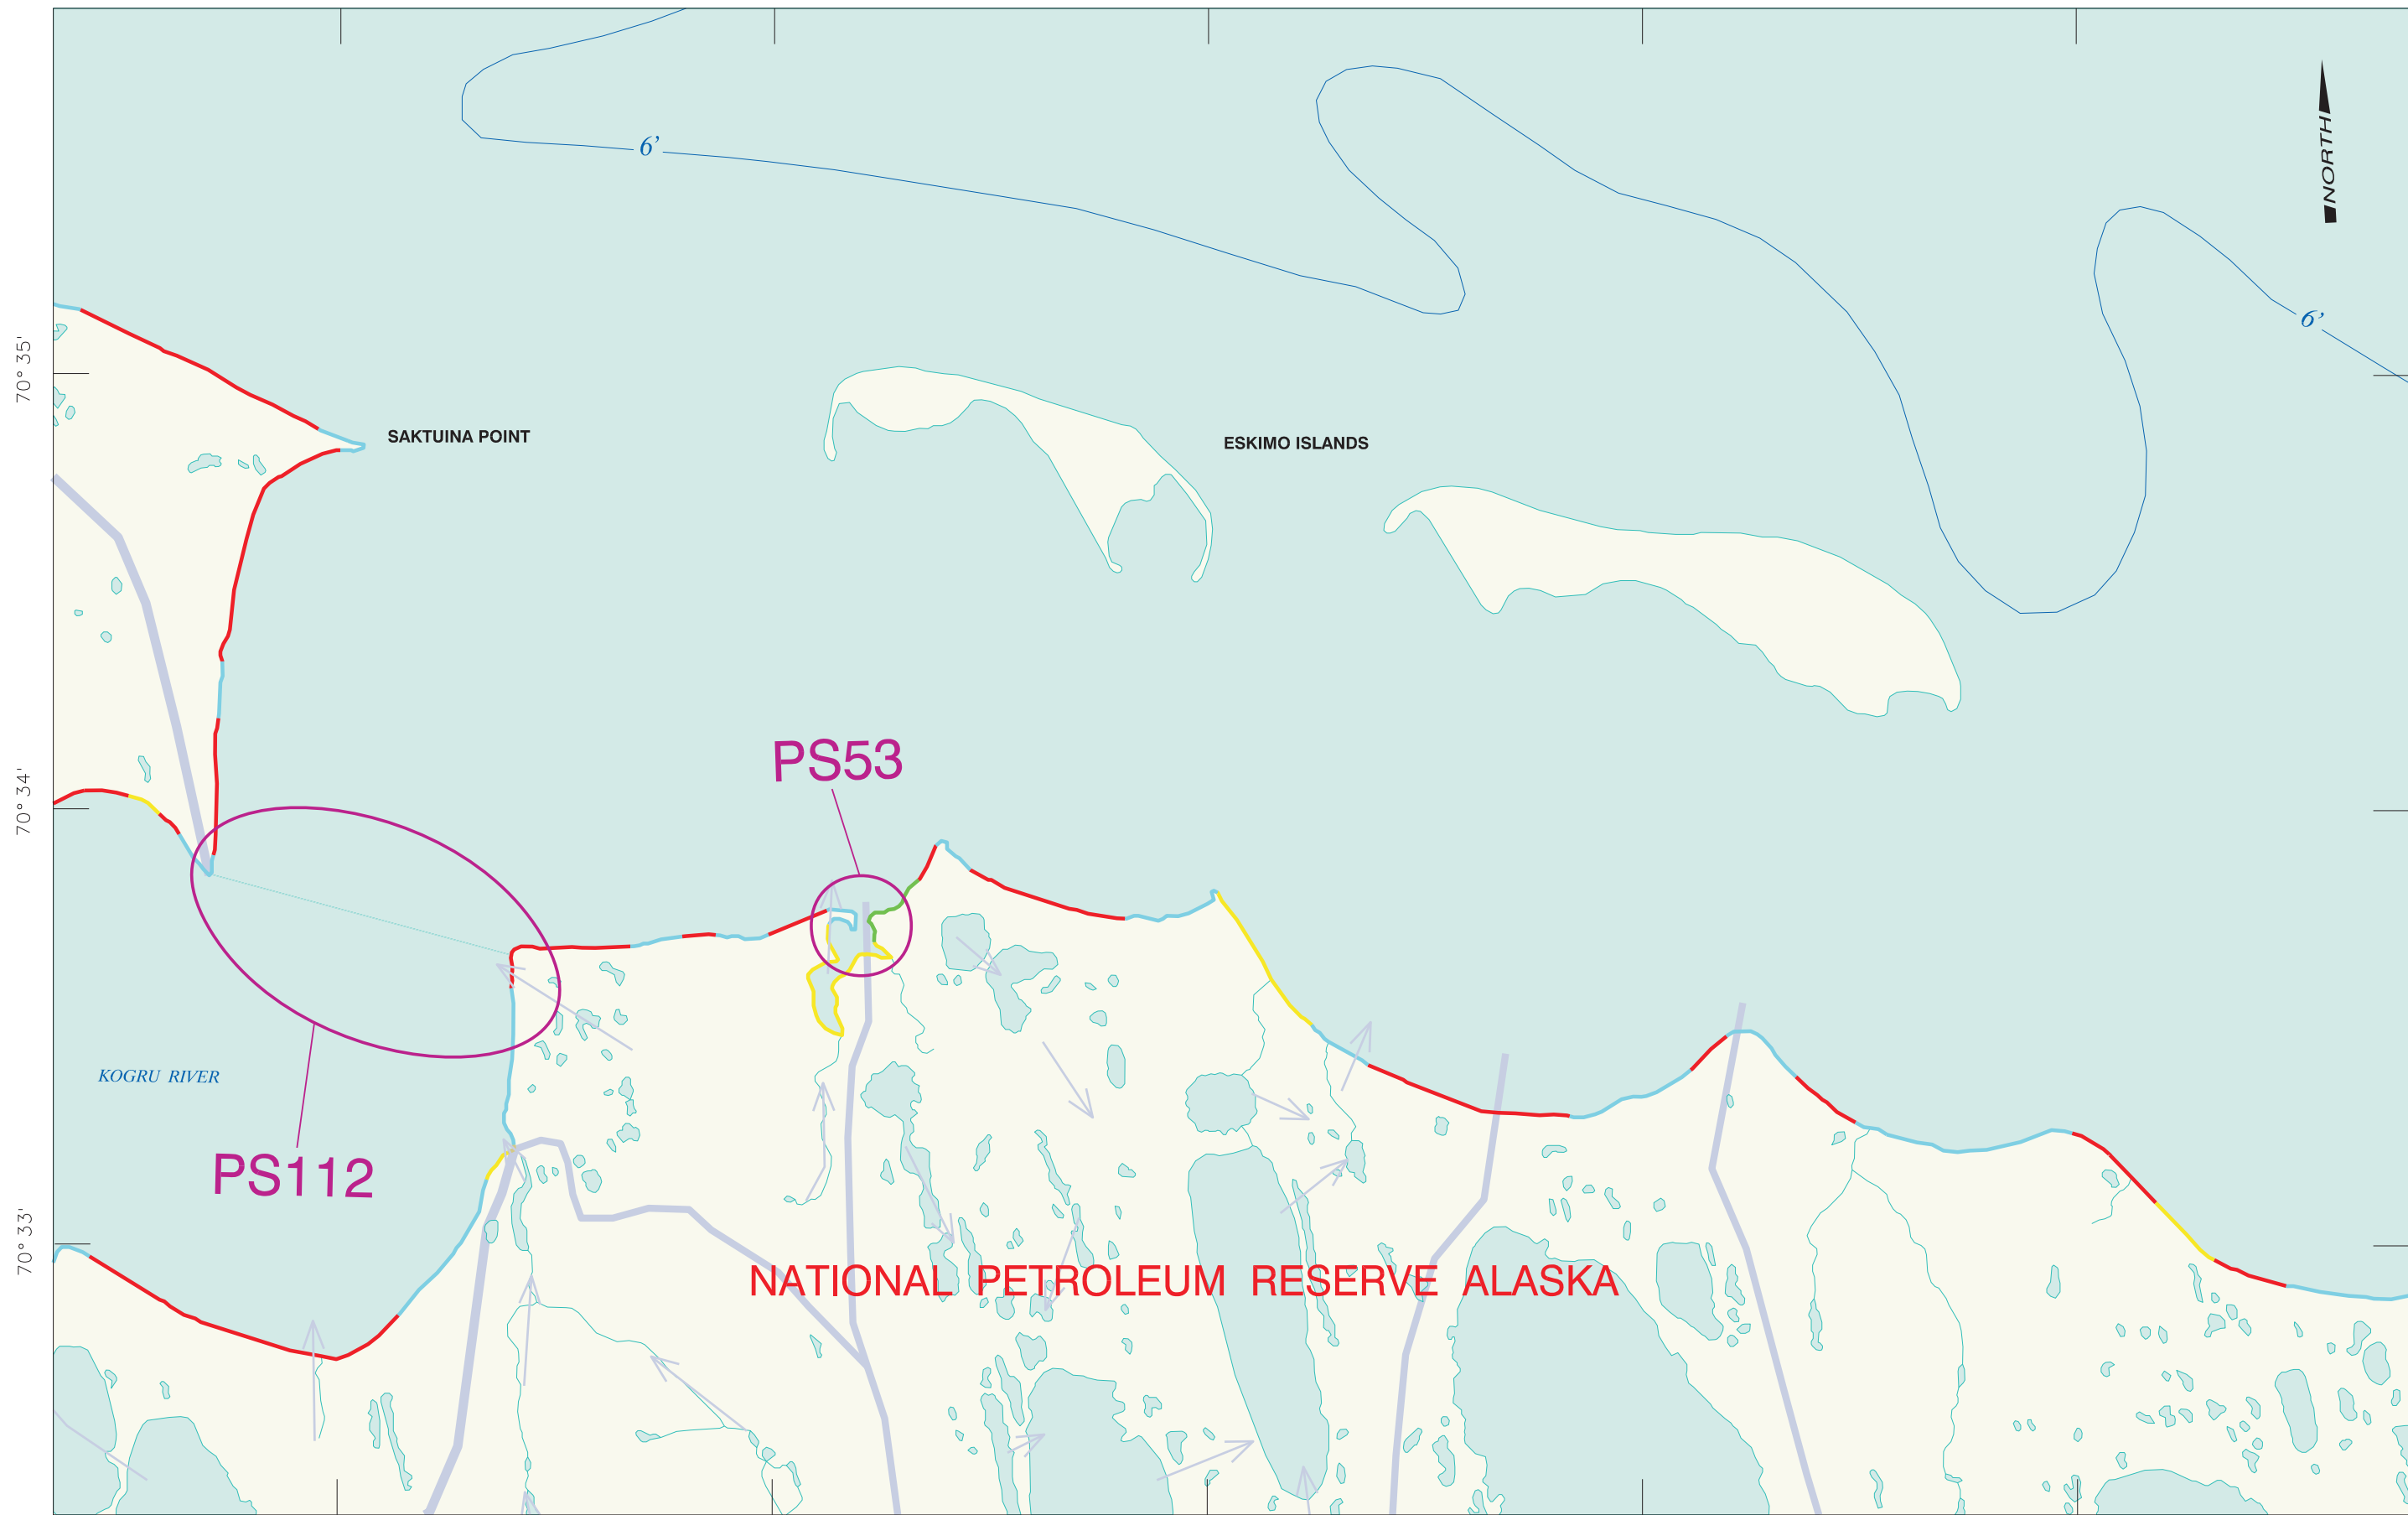 6’
NORTH
6’
70° 35'
SAKTUINA POINT
ESKIMO ISLANDS
PS53
70° 34'
KOGRU RIVER
PS112
70° 33'
NATIONAL PETROLEUM RESERVE ALASKA